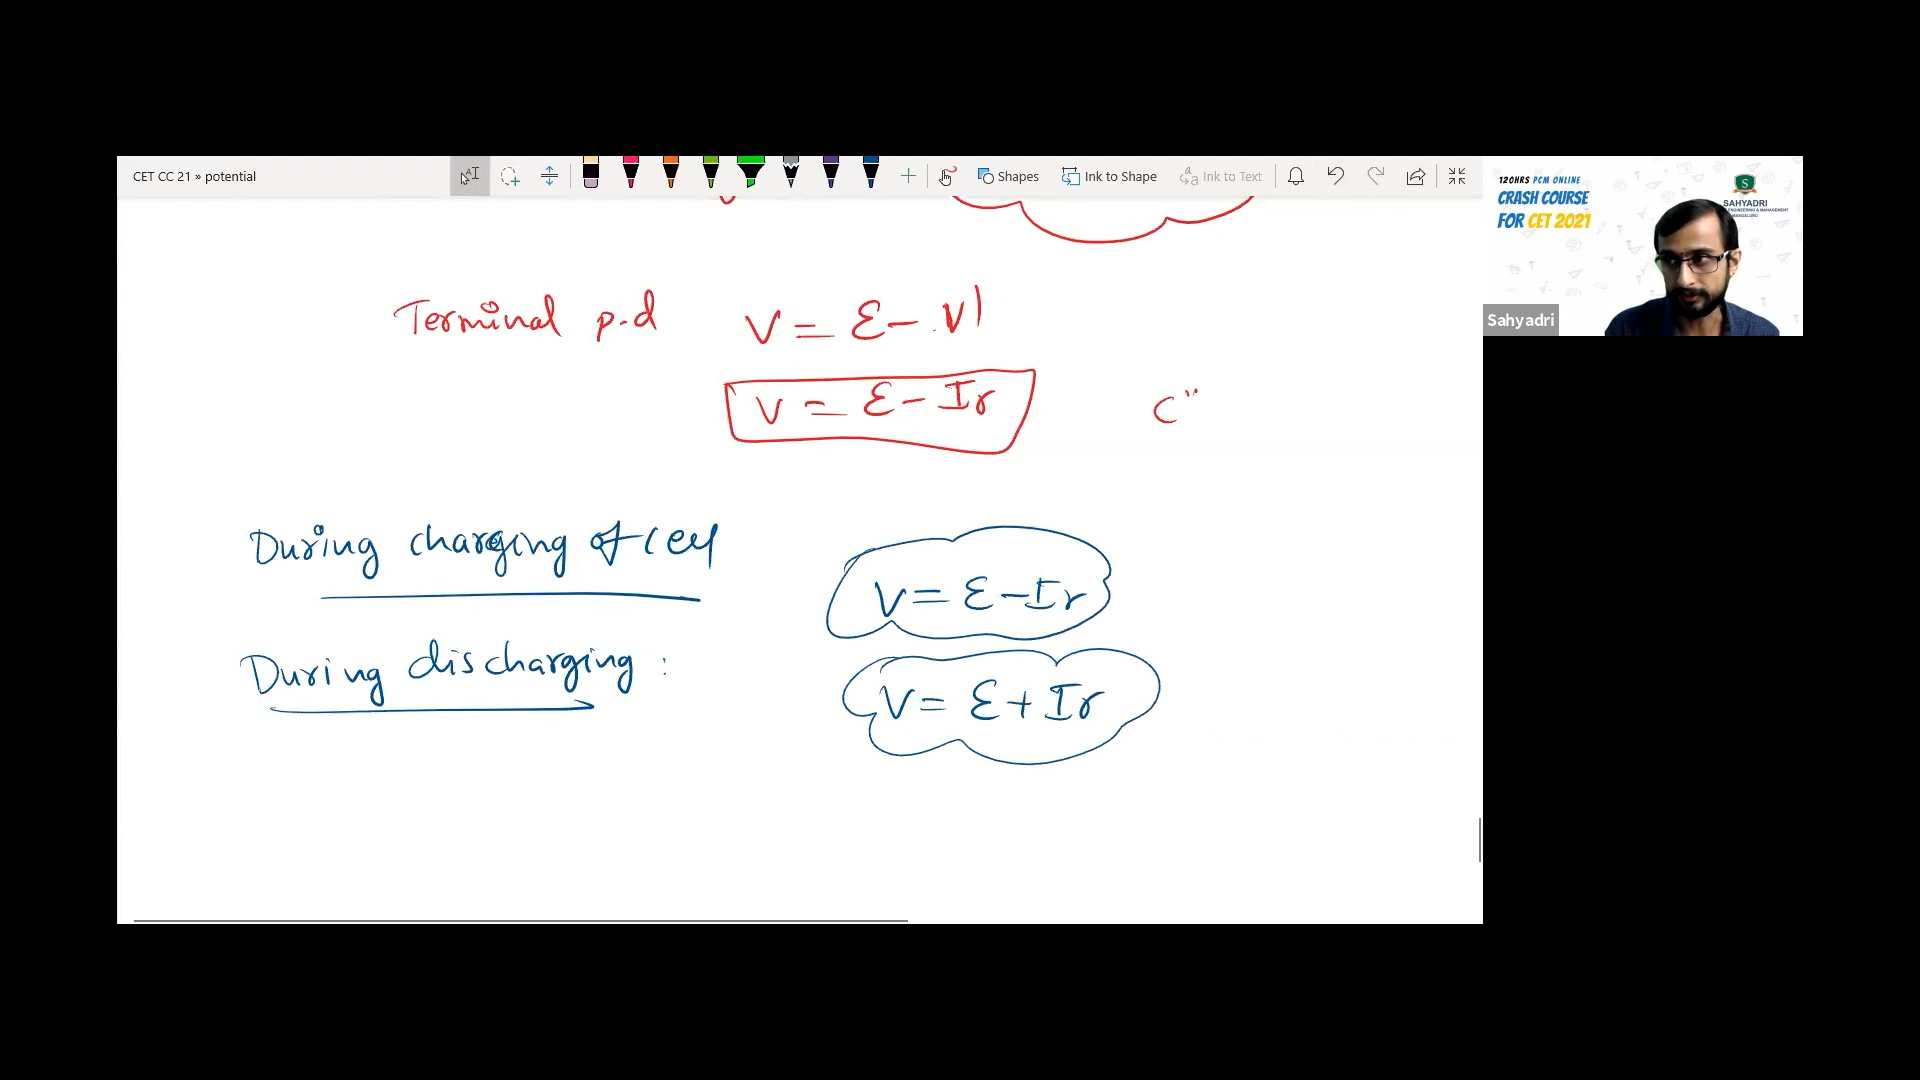 CET CC 21 » potential
Shapes
Ink to Shape
Ink to Text
120HRS PCM ONLINE
CRASH COURSE
FOR CET 2021
S
SAHYADRI
Sahyadri
Terminal p.d V = ε - V'
V = ε - Ir
C"
During charging of cell
V = ε - Ir
During discharging :
V = ε + Ir